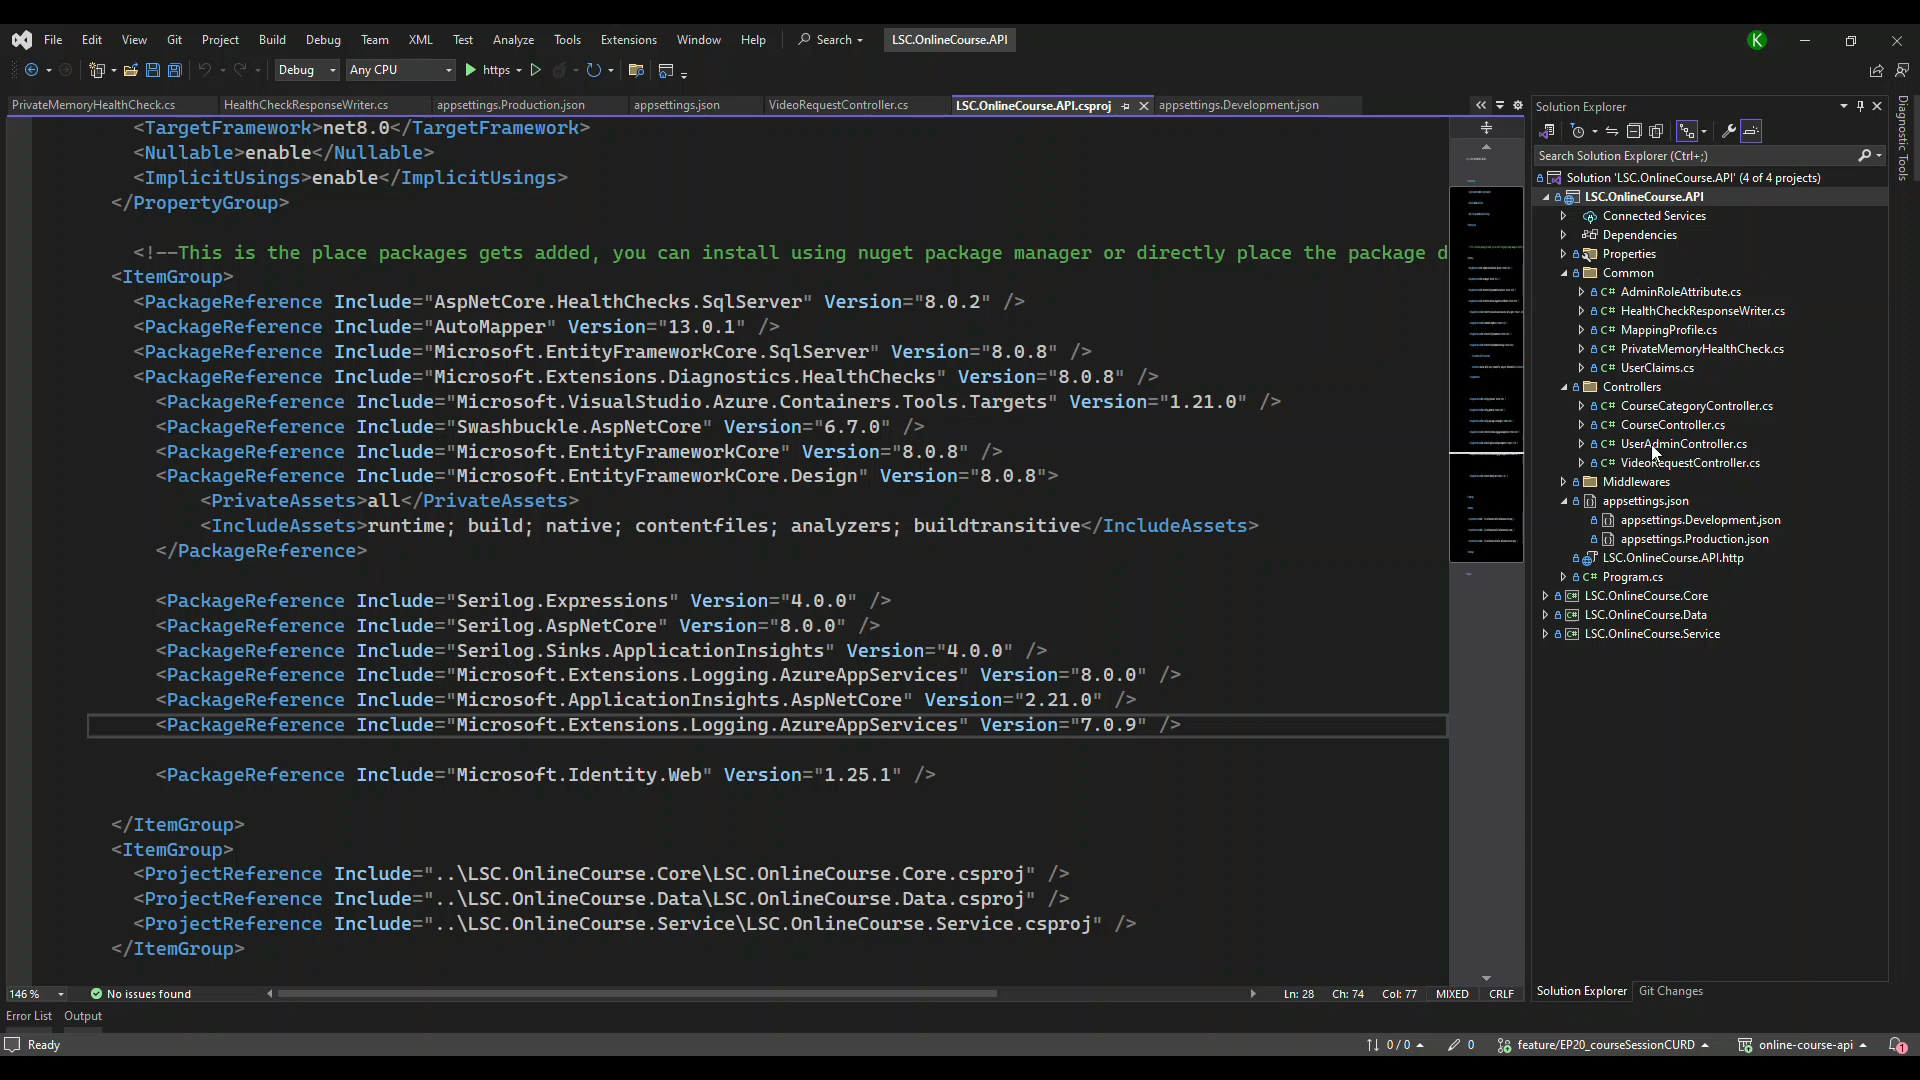 File Edit View Git Project Build Debug Team XML Test Analyze Tools Extensions Window Help Search LSC.OnlineCourse.API K
Debug Any CPU https
PrivateMemoryHealthCheck.cs HealthCheckResponseWriter.cs appsettings.Production.json appsettings.json VideoRequestController.cs LSC.OnlineCourse.API.csproj appsettings.Development.json
<TargetFramework>net8.0</TargetFramework>
<Nullable>enable</Nullable>
<ImplicitUsings>enable</ImplicitUsings>
</PropertyGroup>
<!--This is the place packages gets added, you can install using nuget package manager or directly place the package d
<ItemGroup>
<PackageReference Include="AspNetCore.HealthChecks.SqlServer" Version="8.0.2" />
<PackageReference Include="AutoMapper" Version="13.0.1" />
<PackageReference Include="Microsoft.EntityFrameworkCore.SqlServer" Version="8.0.8" />
<PackageReference Include="Microsoft.Extensions.Diagnostics.HealthChecks" Version="8.0.8" />
<PackageReference Include="Microsoft.VisualStudio.Azure.Containers.Tools.Targets" Version="1.21.0" />
<PackageReference Include="Swashbuckle.AspNetCore" Version="6.7.0" />
<PackageReference Include="Microsoft.EntityFrameworkCore" Version="8.0.8" />
<PackageReference Include="Microsoft.EntityFrameworkCore.Design" Version="8.0.8">
<PrivateAssets>all</PrivateAssets>
<IncludeAssets>runtime; build; native; contentfiles; analyzers; buildtransitive</IncludeAssets>
</PackageReference>
<PackageReference Include="Serilog.Expressions" Version="4.0.0" />
<PackageReference Include="Serilog.AspNetCore" Version="8.0.0" />
<PackageReference Include="Serilog.Sinks.ApplicationInsights" Version="4.0.0" />
<PackageReference Include="Microsoft.Extensions.Logging.AzureAppServices" Version="8.0.0" />
<PackageReference Include="Microsoft.ApplicationInsights.AspNetCore" Version="2.21.0" />
<PackageReference Include="Microsoft.Extensions.Logging.AzureAppServices" Version="7.0.9" />
<PackageReference Include="Microsoft.Identity.Web" Version="1.25.1" />
</ItemGroup>
<ItemGroup>
<ProjectReference Include="..\LSC.OnlineCourse.Core\LSC.OnlineCourse.Core.csproj" />
<ProjectReference Include="..\LSC.OnlineCourse.Data\LSC.OnlineCourse.Data.csproj" />
<ProjectReference Include="..\LSC.OnlineCourse.Service\LSC.OnlineCourse.Service.csproj" />
</ItemGroup>
146 % No issues found Ln: 28 Ch: 74 Col: 77 MIXED CRLF
Solution Explorer
Search Solution Explorer (Ctrl+;)
Solution 'LSC.OnlineCourse.API' (4 of 4 projects)
LSC.OnlineCourse.API
Connected Services
Dependencies
Properties
Common
C# AdminRoleAttribute.cs
C# HealthCheckResponseWriter.cs
C# MappingProfile.cs
C# PrivateMemoryHealthCheck.cs
C# UserClaims.cs
Controllers
C# CourseCategoryController.cs
C# CourseController.cs
C# UserAdminController.cs
C# VideoRequestController.cs
Middlewares
appsettings.json
appsettings.Development.json
appsettings.Production.json
LSC.OnlineCourse.API.http
C# Program.cs
C# LSC.OnlineCourse.Core
C# LSC.OnlineCourse.Data
C# LSC.OnlineCourse.Service
Solution Explorer Git Changes
Diagnostic Tools
Error List Output
Ready 0 / 0 0 feature/EP20_courseSessionCURD online-course-api 1